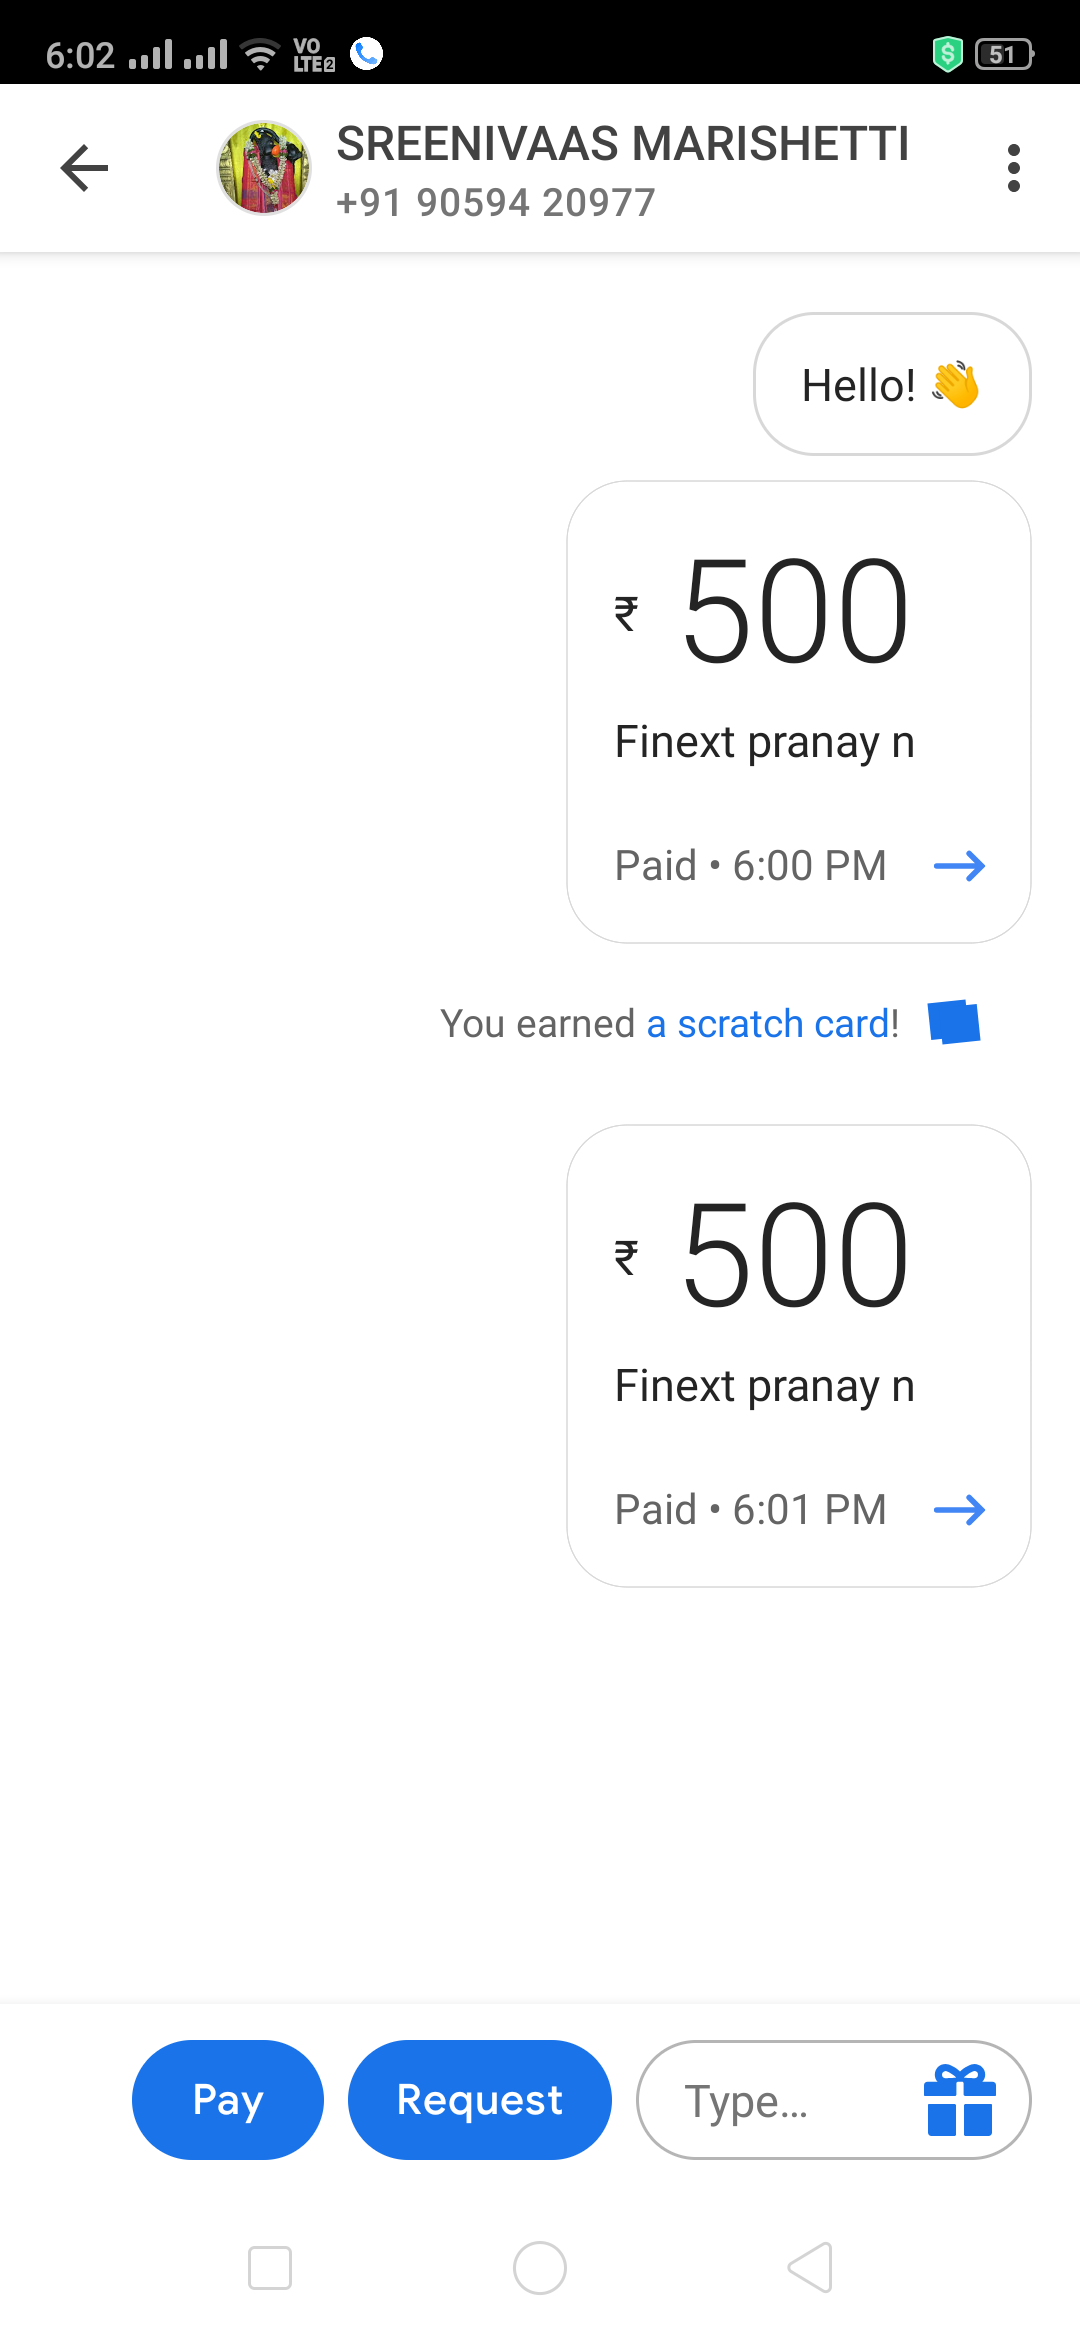 6:02 VO LTE2 51
SREENIVAAS MARISHETTI
+91 90594 20977
Hello! 👋
₹ 500
Finext pranay n
Paid • 6:00 PM
You earned a scratch card!
₹ 500
Finext pranay n
Paid • 6:01 PM
Pay Request Type...